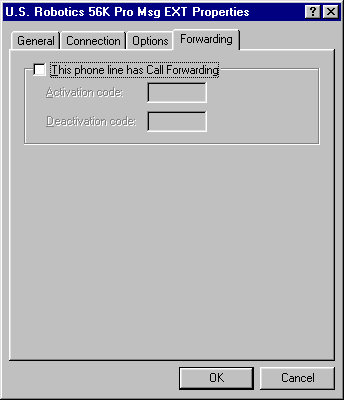 U.S. Robotics 56K Pro Msg EXT Properties
General Connection Options Forwarding
This phone line has Call Forwarding
Activation code:
Deactivation code:
OK Cancel